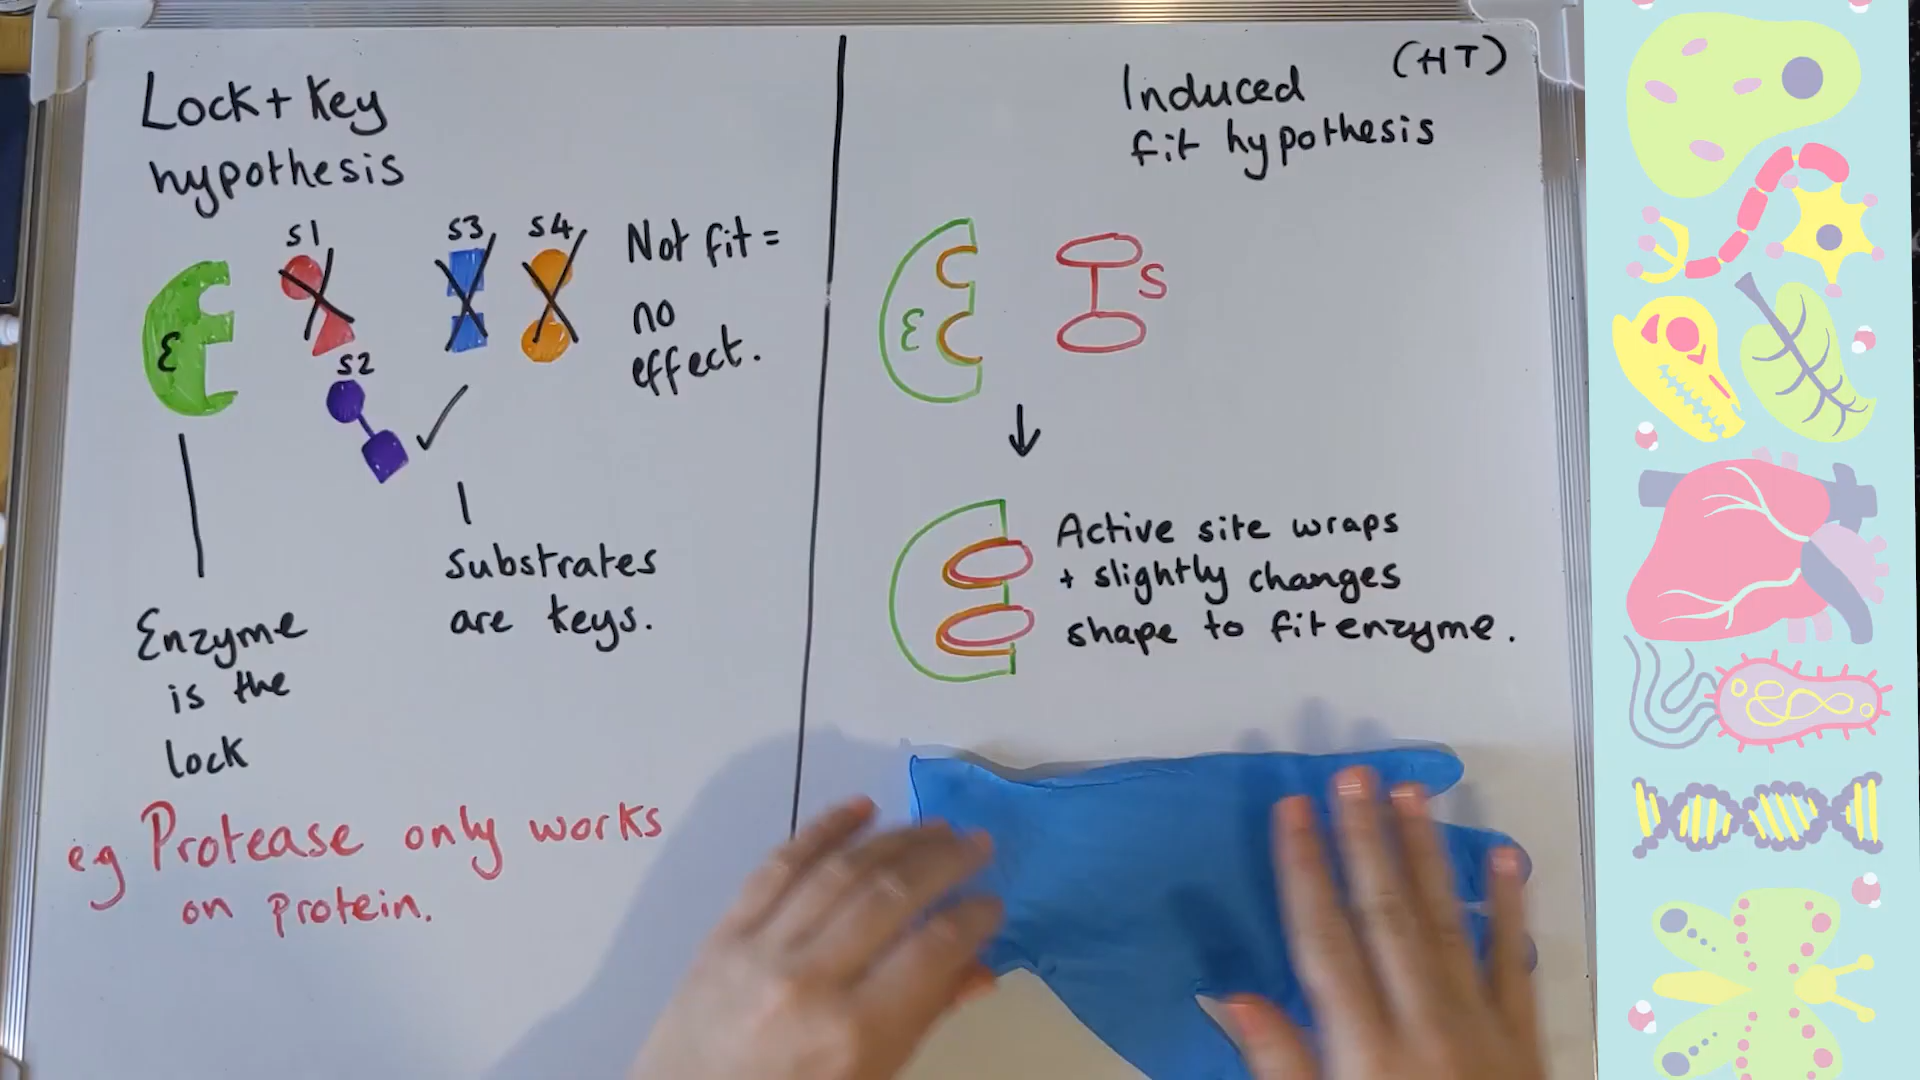 Lock + Key
hypothesis
S1
S3
S4
Not fit =
no
effect.
S2
E
Enzyme
is the
lock
substrates
are keys.
eg Protease only works
on protein.
(HT)
Induced
fit hypothesis
E
S
Active site wraps
+ slightly changes
shape to fit enzyme.